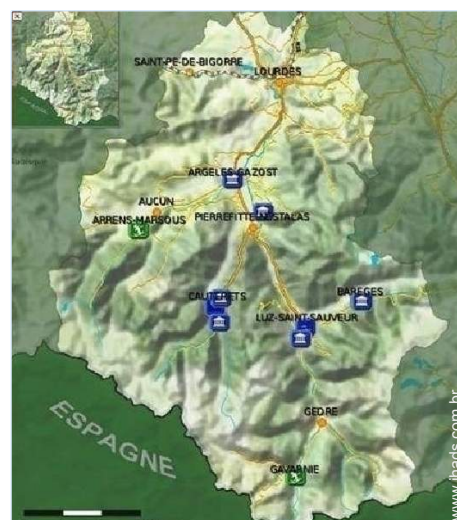 SAINT-PE-DE-BIGORRE
LOURDES
ARGELES-GAZOST
AUCUN
ARRENS-MARSOUS
PIERREFITTE-NESTALAS
CAUTERETS
BAREGES
LUZ-SAINT-SAUVEUR
GEDRE
ESPAGNE
GAVARNIE
www.ihads.com.br